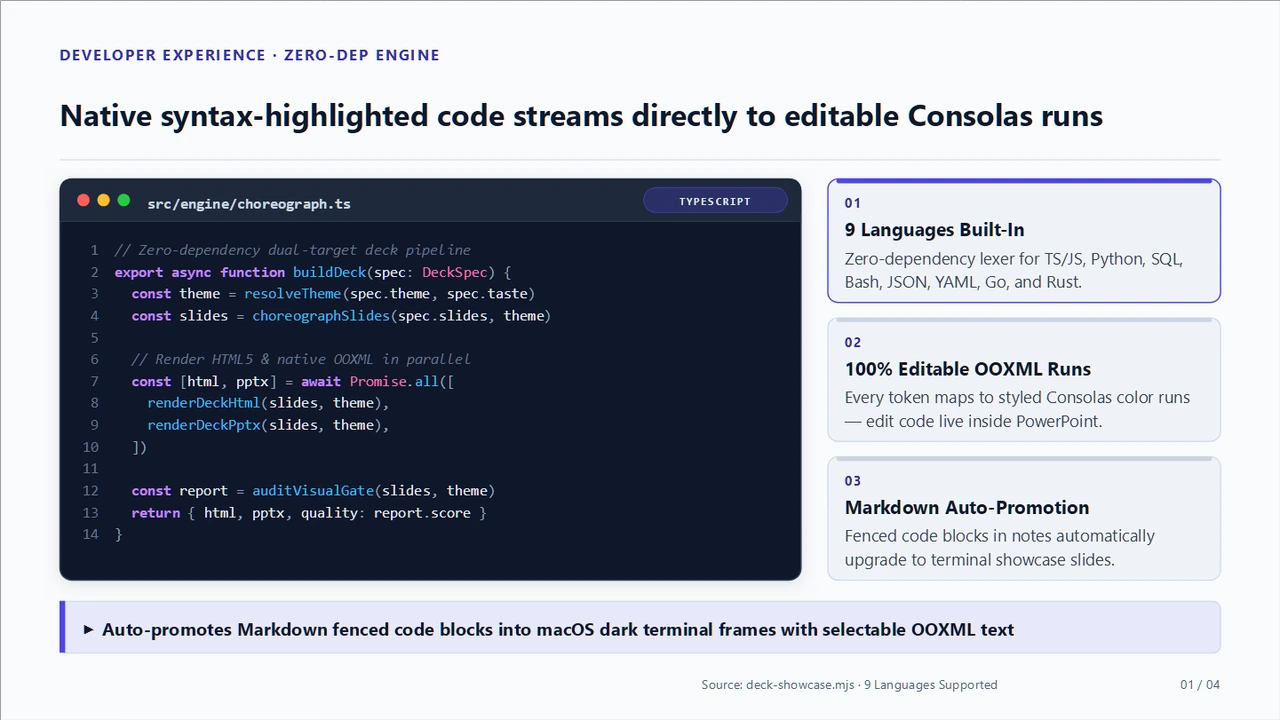 DEVELOPER EXPERIENCE · ZERO-DEP ENGINE
Native syntax-highlighted code streams directly to editable Consolas runs
src/engine/choreograph.ts
TYPESCRIPT
1 // Zero-dependency dual-target deck pipeline
2 export async function buildDeck(spec: DeckSpec) {
3   const theme = resolveTheme(spec.theme, spec.taste)
4   const slides = choreographSlides(spec.slides, theme)
5
6   // Render HTML5 & native OOXML in parallel
7   const [html, pptx] = await Promise.all([
8     renderDeckHtml(slides, theme),
9     renderDeckPptx(slides, theme),
10   ])
11
12   const report = auditVisualGate(slides, theme)
13   return { html, pptx, quality: report.score }
14 }
01
9 Languages Built-In
Zero-dependency lexer for TS/JS, Python, SQL,
Bash, JSON, YAML, Go, and Rust.
02
100% Editable OOXML Runs
Every token maps to styled Consolas color runs
— edit code live inside PowerPoint.
03
Markdown Auto-Promotion
Fenced code blocks in notes automatically
upgrade to terminal showcase slides.
► Auto-promotes Markdown fenced code blocks into macOS dark terminal frames with selectable OOXML text
Source: deck-showcase.mjs · 9 Languages Supported
01 / 04